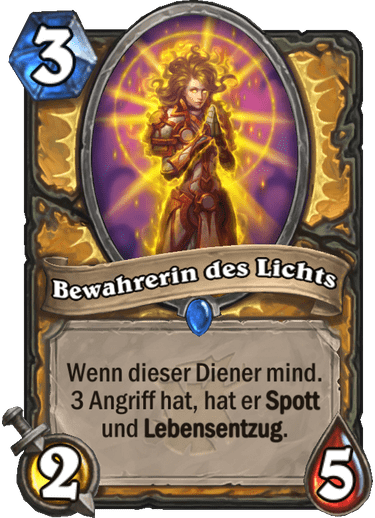 3
Bewahrerin des Lichts
Wenn dieser Diener mind.
3 Angriff hat, hat er Spott
und Lebensentzug.
2
5